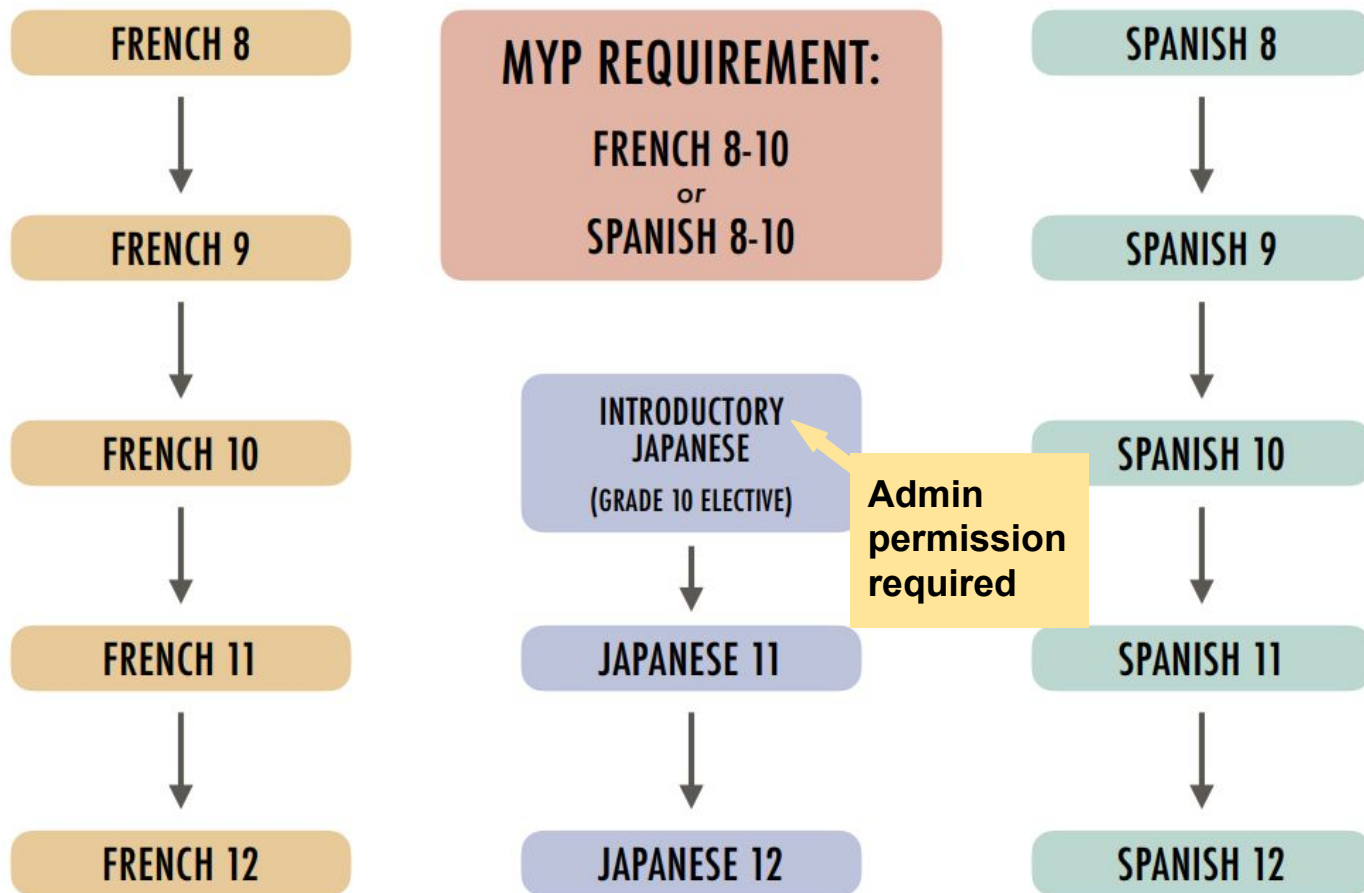 FRENCH 8
FRENCH 9
FRENCH 10
FRENCH 11
FRENCH 12
MYP REQUIREMENT:
FRENCH 8-10
or
SPANISH 8-10
INTRODUCTORY
JAPANESE
(GRADE 10 ELECTIVE)
Admin
permission
required
JAPANESE 11
JAPANESE 12
SPANISH 8
SPANISH 9
SPANISH 10
SPANISH 11
SPANISH 12